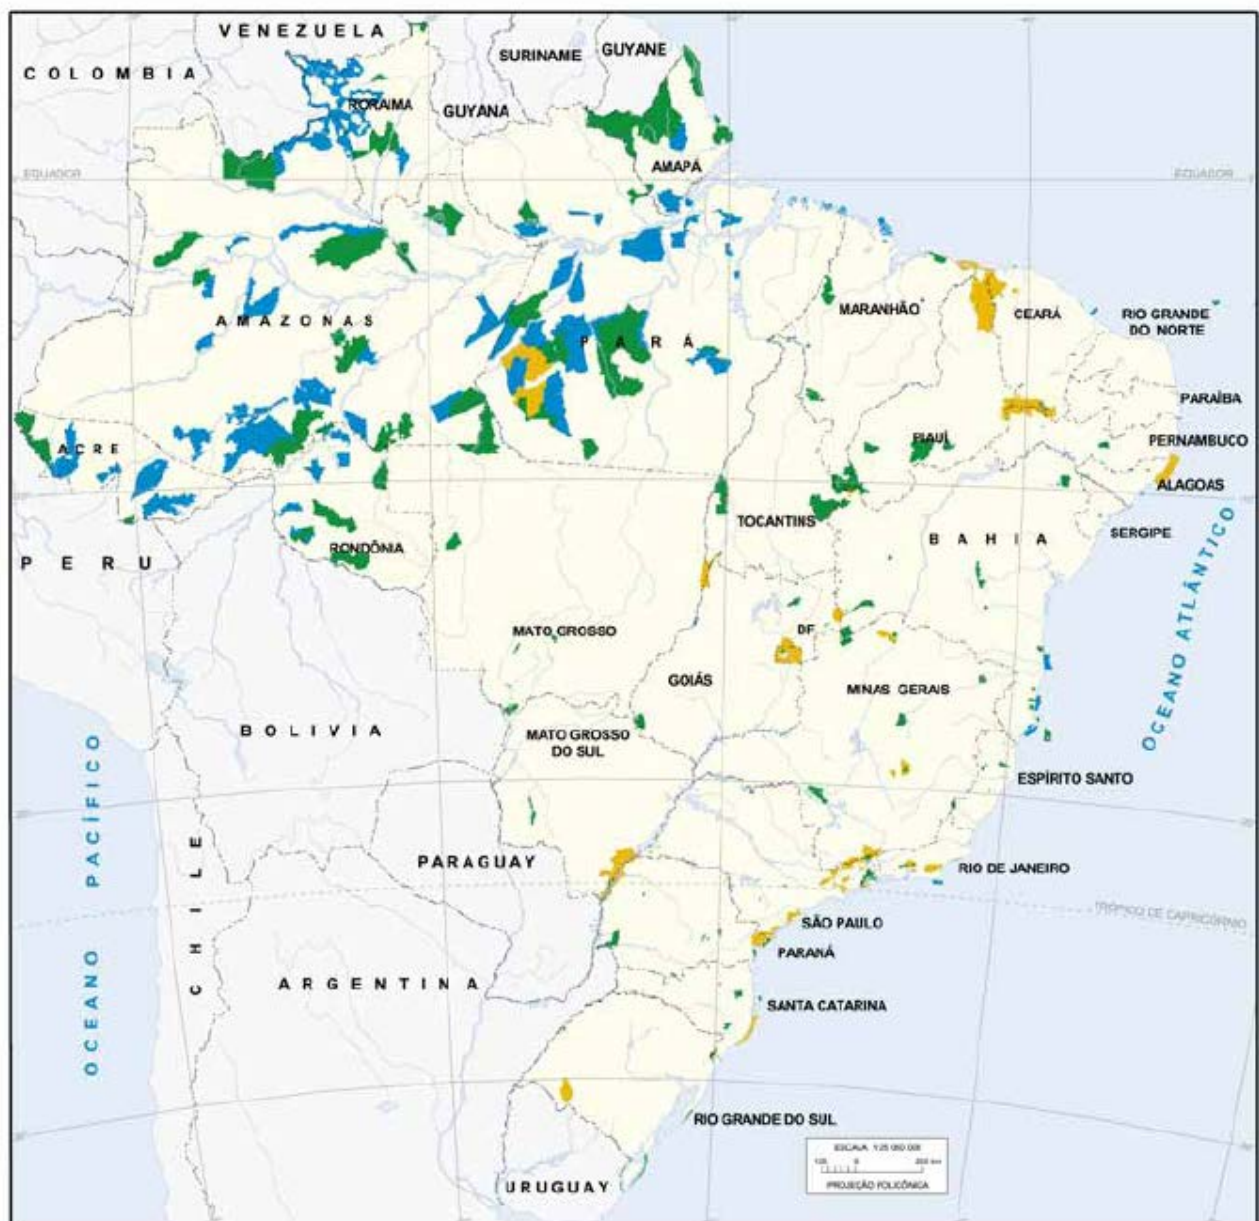 VENEZUELA
COLOMBIA
SURINAME
GUYANE
RORAIMA
GUYANA
AMAPÁ
EQUADOR
EQUADOR
AMAZONAS
MARANHÃO
CEARÁ
RIO GRANDE
DO NORTE
PARÁ
PARAÍBA
ACRE
PIAUÍ
PERNAMBUCO
ALAGOAS
TOCANTINS
SERGIPE
BAHIA
RONDÔNIA
PERU
MATO GROSSO
DF
GOIÁS
MINAS GERAIS
OCEANO ATLÂNTICO
BOLIVIA
MATO GROSSO
DO SUL
ESPÍRITO SANTO
OCEANO PACÍFICO
CHILE
PARAGUAY
RIO DE JANEIRO
TRÓPICO DE CAPRICÓRNIO
SÃO PAULO
PARANÁ
ARGENTINA
SANTA CATARINA
RIO GRANDE DO SUL
ESCALA
PROJEÇÃO POLICÔNICA
URUGUAY